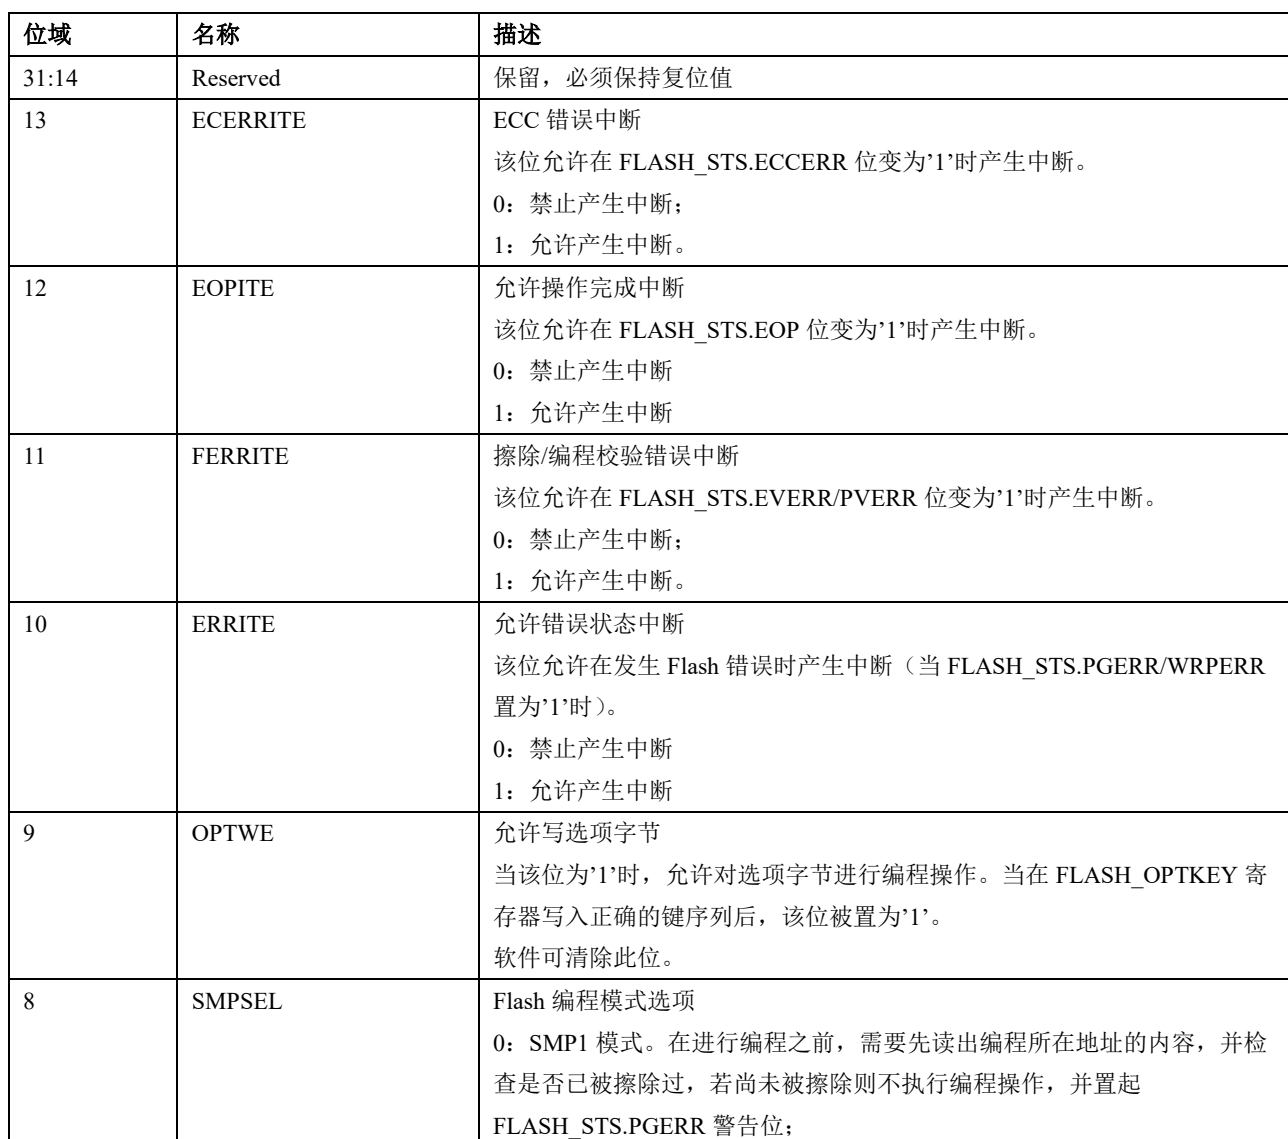 位域 名称 描述
31:14 Reserved 保留，必须保持复位值
13 ECERRITE ECC 错误中断
该位允许在 FLASH_STS.ECCERR 位变为’1’时产生中断。
0：禁止产生中断；
1：允许产生中断。
12 EOPITE 允许操作完成中断
该位允许在 FLASH_STS.EOP 位变为’1’时产生中断。
0：禁止产生中断
1：允许产生中断
11 FERRITE 擦除/编程校验错误中断
该位允许在 FLASH_STS.EVERR/PVERR 位变为’1’时产生中断。
0：禁止产生中断；
1：允许产生中断。
10 ERRITE 允许错误状态中断
该位允许在发生 Flash 错误时产生中断（当 FLASH_STS.PGERR/WRPERR
置为’1’时）。
0：禁止产生中断
1：允许产生中断
9 OPTWE 允许写选项字节
当该位为’1’时，允许对选项字节进行编程操作。当在 FLASH_OPTKEY 寄
存器写入正确的键序列后，该位被置为’1’。
软件可清除此位。
8 SMPSEL Flash 编程模式选项
0：SMP1 模式。在进行编程之前，需要先读出编程所在地址的内容，并检
查是否已被擦除过，若尚未被擦除则不执行编程操作，并置起
FLASH_STS.PGERR 警告位；